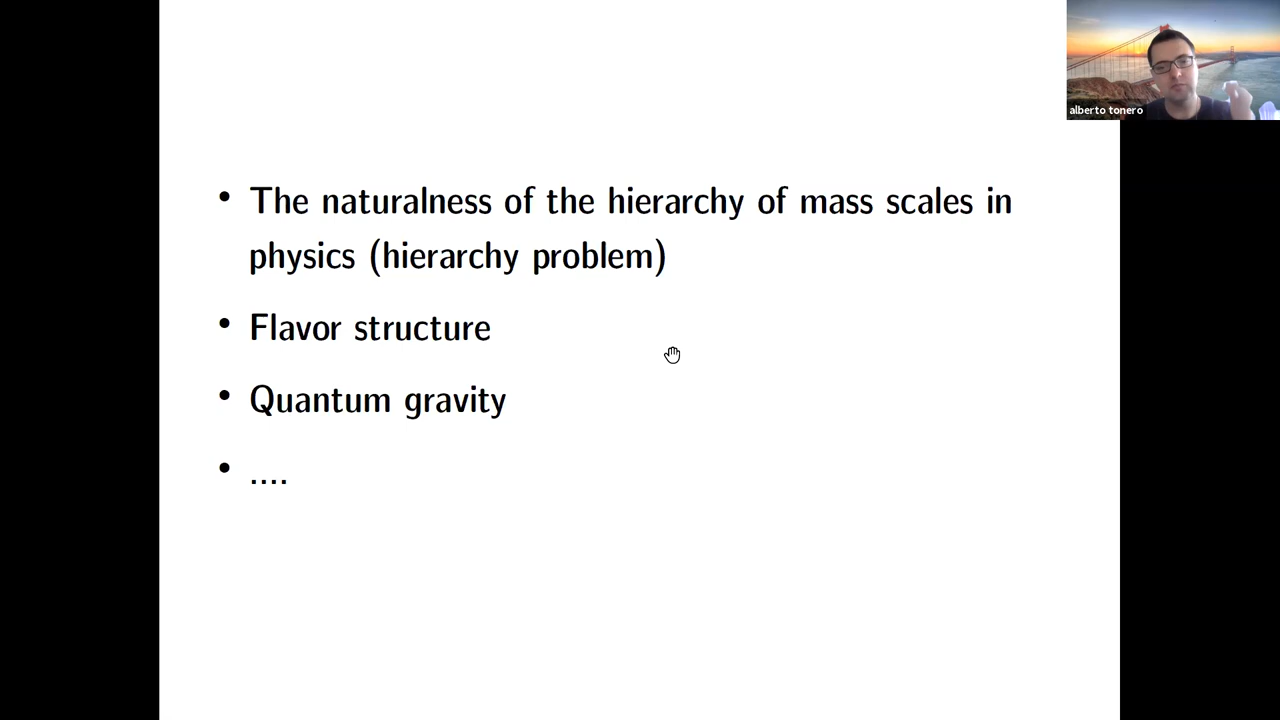 alberto tonero
• The naturalness of the hierarchy of mass scales in
physics (hierarchy problem)
• Flavor structure
• Quantum gravity
• ....